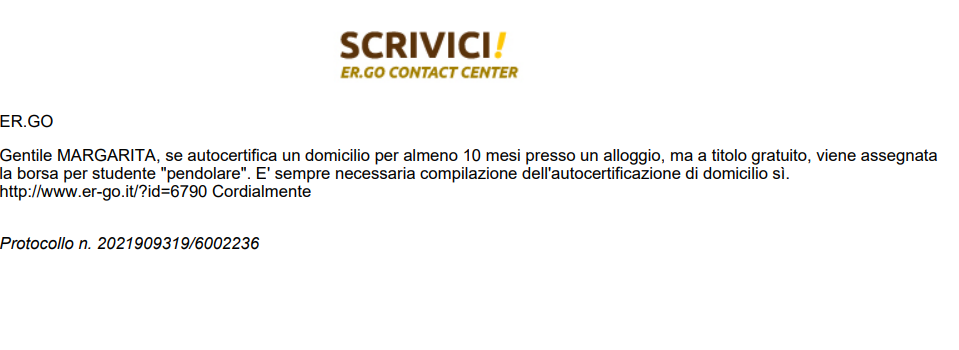 SCRIVICI!
ER.GO CONTACT CENTER
ER.GO
Gentile MARGARITA, se autocertifica un domicilio per almeno 10 mesi presso un alloggio, ma a titolo gratuito, viene assegnata
la borsa per studente "pendolare". E' sempre necessaria compilazione dell'autocertificazione di domicilio sì.
http://www.er-go.it/?id=6790 Cordialmente
Protocollo n. 2021909319/6002236